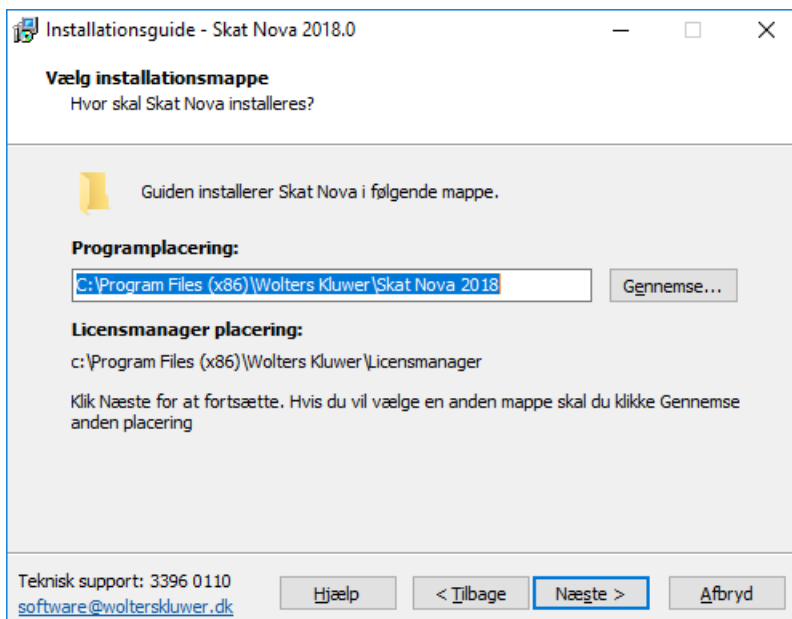 Installationsguide - Skat Nova 2018.0
Vælg installationsmappe
Hvor skal Skat Nova installeres?
Guiden installerer Skat Nova i følgende mappe.
Programplacering:
C:\Program Files (x86)\Wolters Kluwer\Skat Nova 2018
Gennemse...
Licensmanager placering:
c:\Program Files (x86)\Wolters Kluwer\Licensmanager
Klik Næste for at fortsætte. Hvis du vil vælge en anden mappe skal du klikke Gennemse
anden placering
Teknisk support: 3396 0110
software@wolterskluwer.dk
Hjælp
< Tilbage
Næste >
Afbryd